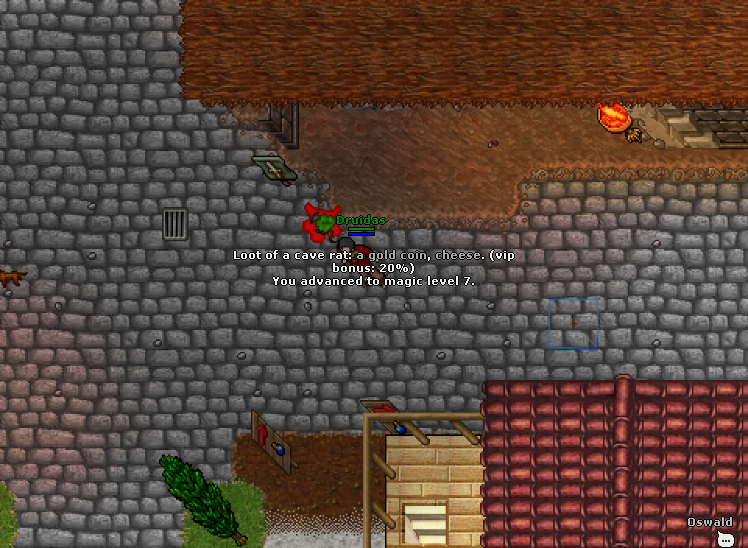 Druidas
Loot of a cave rat: a gold coin, cheese. (vip
bonus: 20%)
You advanced to magic level 7.
Oswald